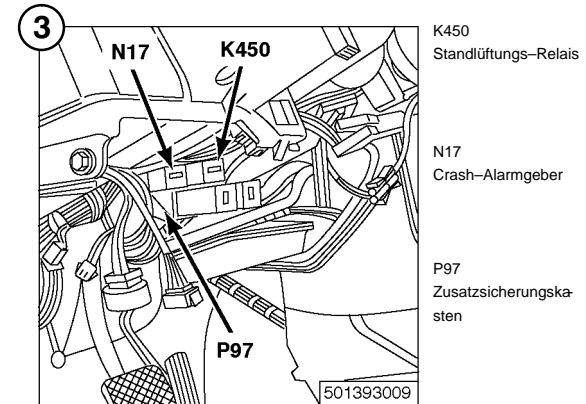 3
N17
K450
P97
501393009
K450
Standlüftungs–Relais
N17
Crash–Alarmgeber
P97
Zusatzsicherungska-
sten